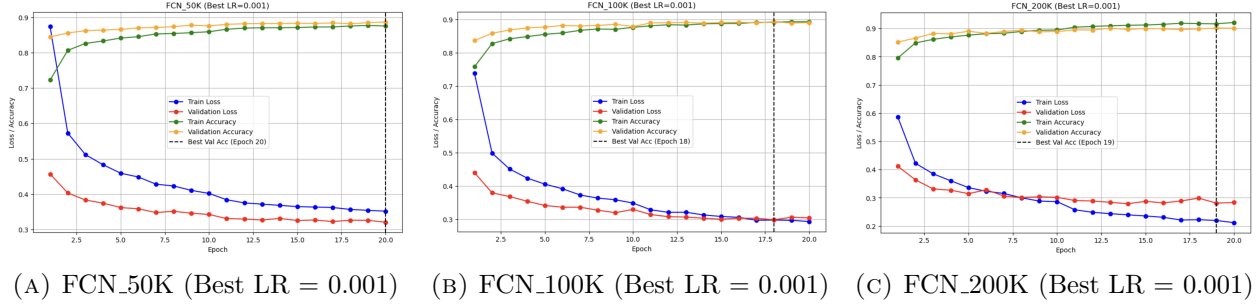 FCN_50K (Best LR=0.001)
0.9
0.8
0.7
0.6
0.5
0.4
0.3
Loss / Accuracy
Train Loss
Validation Loss
Train Accuracy
Validation Accuracy
Best Val Acc (Epoch 20)
2.5 5.0 7.5 10.0 12.5 15.0 17.5 20.0
Epoch
(A) FCN_50K (Best LR = 0.001)
FCN_100K (Best LR=0.001)
0.9
0.8
0.7
0.6
0.5
0.4
0.3
Loss / Accuracy
Train Loss
Validation Loss
Train Accuracy
Validation Accuracy
Best Val Acc (Epoch 18)
2.5 5.0 7.5 10.0 12.5 15.0 17.5 20.0
Epoch
(B) FCN_100K (Best LR = 0.001)
FCN_200K (Best LR=0.001)
0.9
0.8
0.7
0.6
0.5
0.4
0.3
0.2
Loss / Accuracy
Train Loss
Validation Loss
Train Accuracy
Validation Accuracy
Best Val Acc (Epoch 19)
2.5 5.0 7.5 10.0 12.5 15.0 17.5 20.0
Epoch
(C) FCN_200K (Best LR = 0.001)